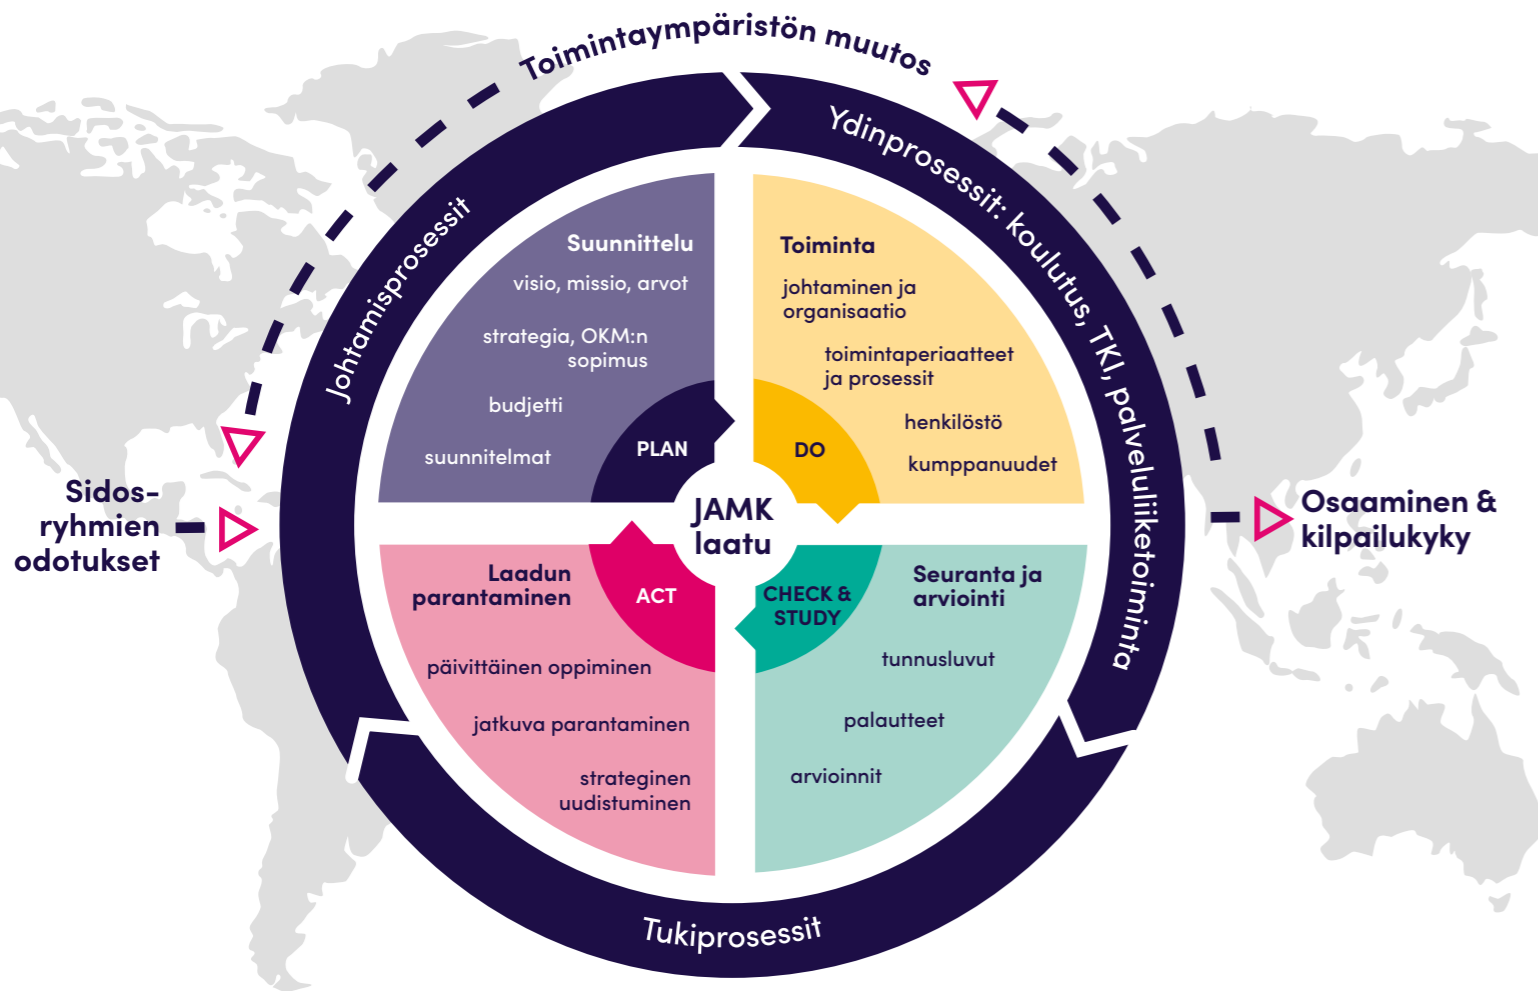 Toimintaympäristön muutos
Johtamisprosessit
Ydinprosessit: koulutus, TKI, palveluliiketoiminta
Tukiprosessit
Sidos-
ryhmien
odotukset
Osaaminen &
kilpailukyky
Suunnittelu
visio, missio, arvot
strategia, OKM:n
sopimus
budjetti
suunnitelmat
PLAN
Toiminta
johtaminen ja
organisaatio
toimintaperiaatteet
ja prosessit
henkilöstö
kumppanuudet
DO
JAMK
laatu
Laadun
parantaminen
päivittäinen oppiminen
jatkuva parantaminen
strateginen
uudistuminen
ACT
CHECK &
STUDY
Seuranta ja
arviointi
tunnusluvut
palautteet
arvioinnit